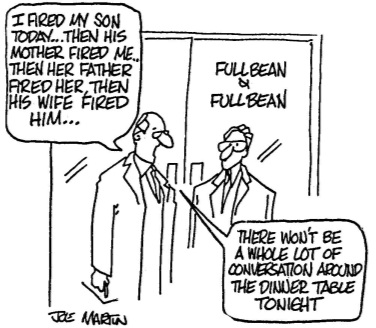 I FIRED MY SON
TODAY...THEN HIS
MOTHER FIRED ME..
THEN HER FATHER
FIRED HER, THEN
HIS WIFE FIRED
HIM...
FULLBEAN
&
FULLBEAN
THERE WON'T BE
A WHOLE LOT OF
CONVERSATION AROUND
THE DINNER TABLE
TONIGHT
JOE MARTIN